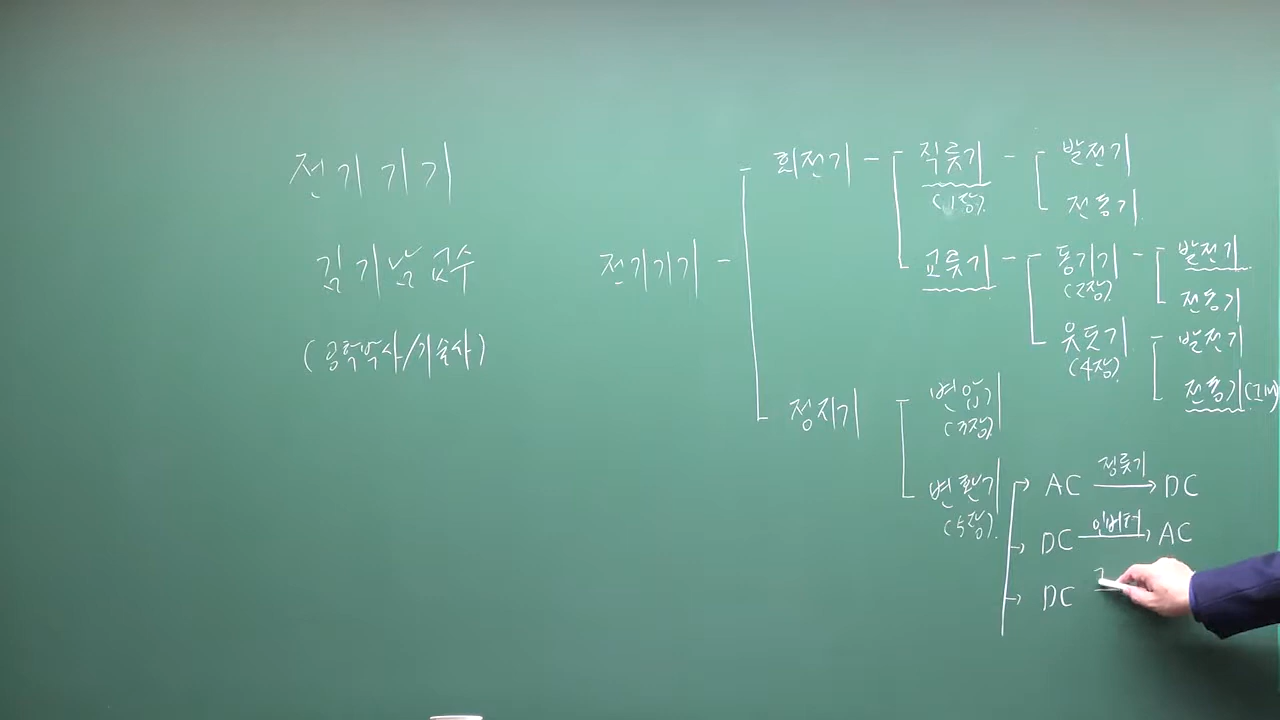 전기기기
김기남 교수
(공학박사/기술사)
전기기기
회전기
직류기
(1장)
발전기
전동기
교류기
동기기
(2장)
발전기
전동기
유도기
(4장)
발전기
전동기
정지기
변압기
(3장)
변환기
(5장)
AC 정류기 → DC
DC 인버터 → AC
DC